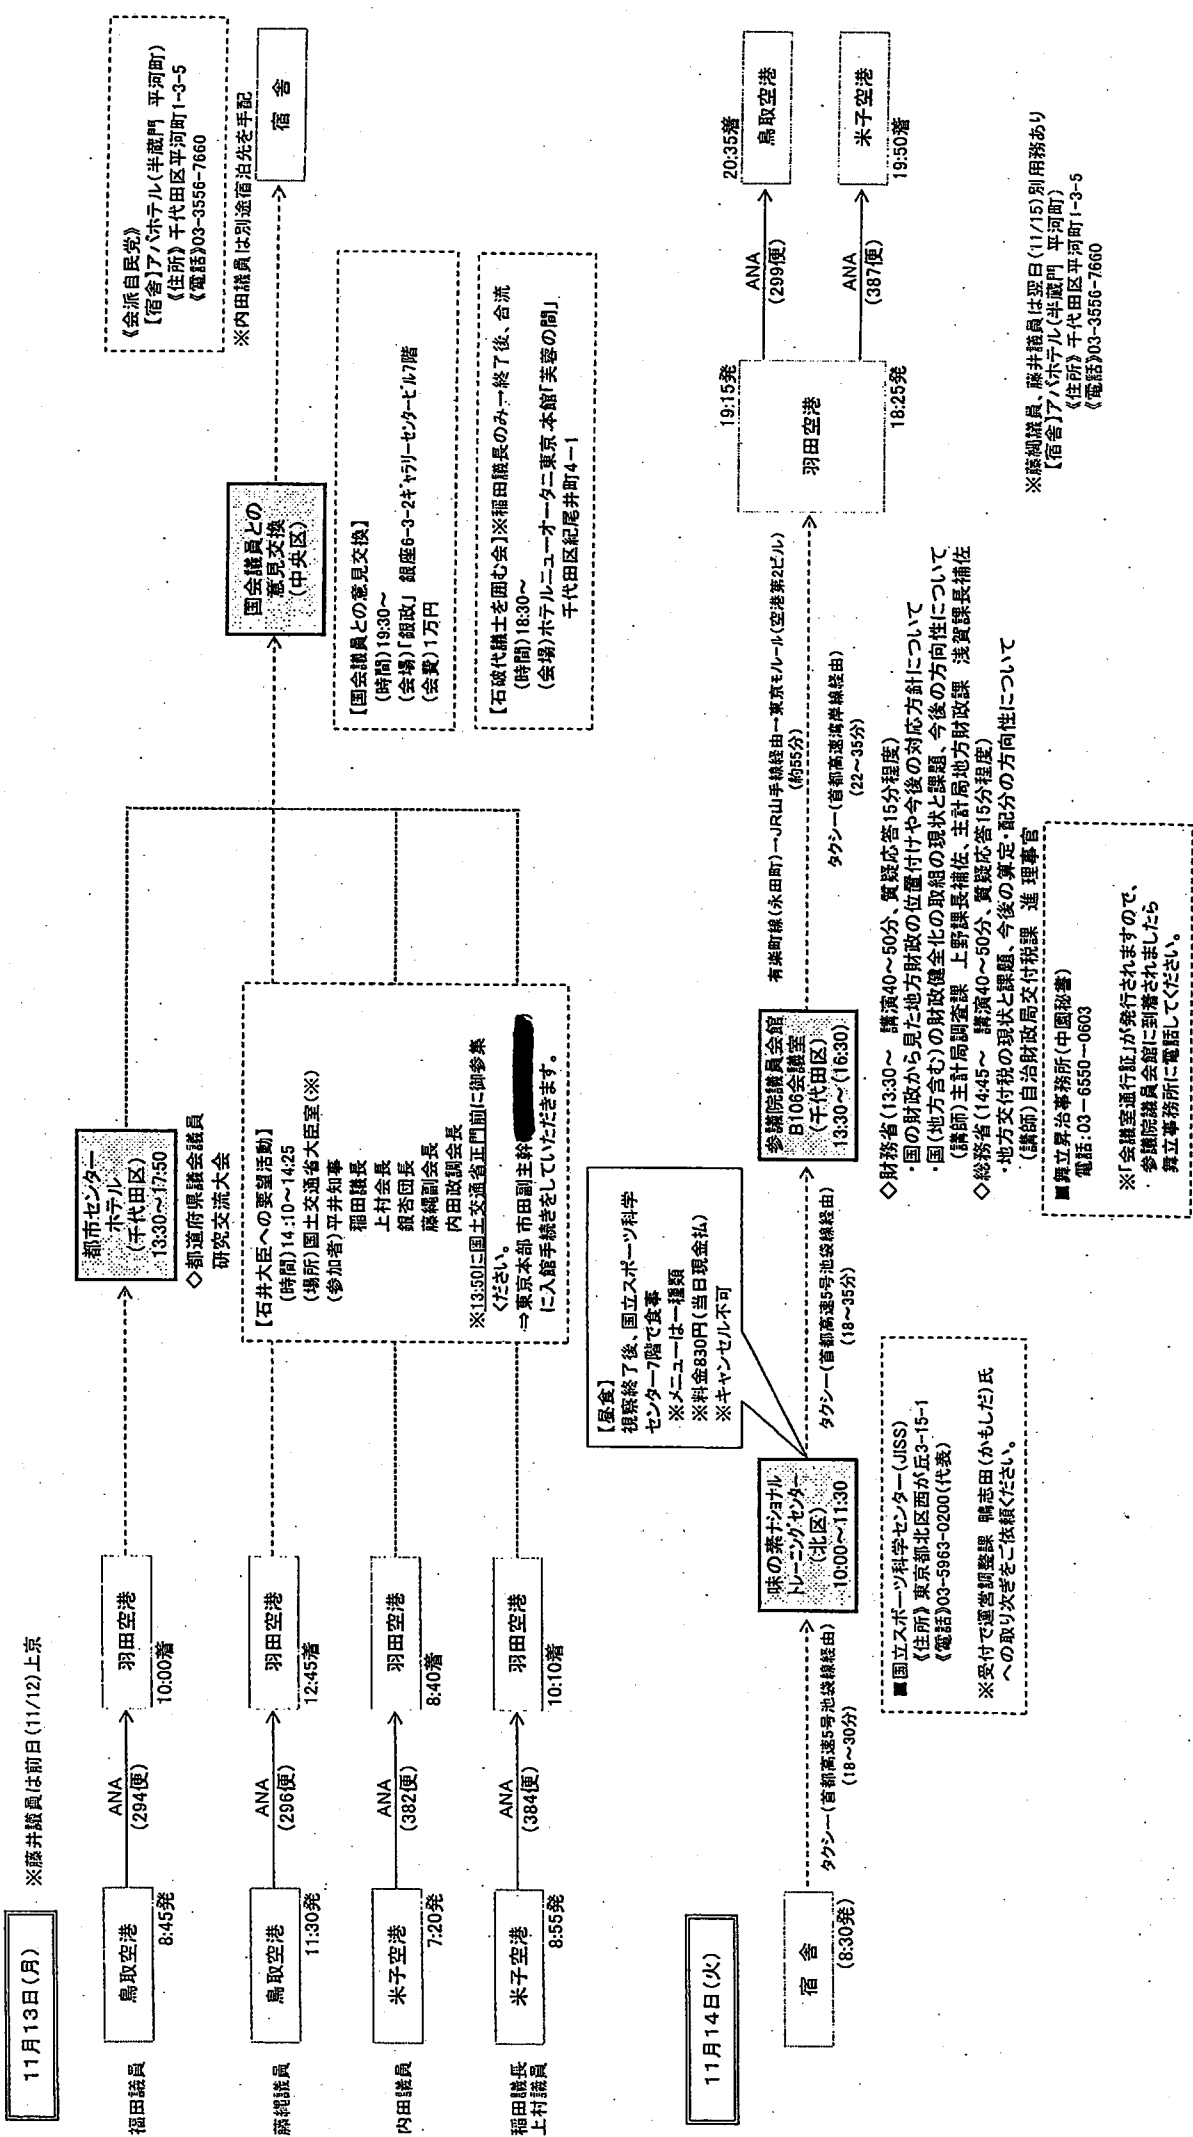 11月13日(月)
※藤井議員は前日(11/12)上京
福田議員
鳥取空港
8:45発
ANA
(294便)
羽田空港
10:00着
都市センター
ホテル
(千代田区)
13:30～17:50
◇都道府県議会議員
研究交流大会
藤縄議員
鳥取空港
11:30発
ANA
(296便)
羽田空港
12:45着
内田議員
米子空港
7:20発
ANA
(382便)
羽田空港
8:40着
稲田議長
上村議員
米子空港
8:55発
ANA
(384便)
羽田空港
10:10着
【石井大臣への要望活動】
(時間)14:10～14:25
(場所)国土交通省大臣室(※)
(参加者)平井知事
稲田議長
上村会長
銀杏団長
藤縄副会長
内田政調会長
※13:50に国土交通省正門前に御参集
ください。
⇒東京本部 市田副主幹
に入館手続きをしていただきます。
国会議員との
意見交換
(中央区)
【国会議員との意見交換】
(時間)19:30～
(会場)「銀政」 銀座6-3-2ギャラリーセンタービル7階
(会費)1万円
【石破代議士を囲む会】※稲田議長のみ→終了後、合流
(時間)18:30～
(会場)ホテルニューオータニ東京 本館「芙蓉の間」
千代田区紀尾井町4-1
《会派自民党》
【宿舎】アパホテル(半蔵門 平河町)
《住所》千代田区平河町1-3-5
《電話》03-3556-7660
※内田議員は別途宿泊先を手配
宿 舎
11月14日(火)
宿 舎
(8:30発)
タクシー(首都高速5号池袋線経由)
(18～30分)
味の素ナショナル
トレーニングセンター
(北区)
10:00～11:30
【昼食】
視察終了後、国立スポーツ科学
センター7階で食事
※メニューは一種類
※料金830円(当日現金払)
※キャンセル不可
■国立スポーツ科学センター(JISS)
《住所》東京都北区西が丘3-15-1
《電話》03-5963-0200(代表)
※受付で運営調整課 鴨志田(かもしだ)氏
への取り次ぎをご依頼ください。
タクシー(首都高速5号池袋線経由)
(18～35分)
参議院議員会館
B106会議室
(千代田区)
13:30～(16:30)
◇財務省(13:30～ 講演40～50分、質疑応答15分程度)
・国の財政から見た地方財政の位置付けや今後の対応方針について
・国(地方含む)の財政健全化の取組の現状と課題、今後の方向性について
(講師)主計局調査課 上野課長補佐、主計局地方財政課 浅賀課長補佐
◇総務省(14:45～ 講演40～50分、質疑応答15分程度)
・地方交付税の現状と課題、今後の算定・配分の方向性について
(講師)自治財政局交付税課 進 理事官
■舞立昇治事務所(中園秘書)
電話:03-6550-0603
※「会議室通行証」が発行されますので、
参議院議員会館に到着されましたら
舞立事務所に電話してください。
有楽町線(永田町)→JR山手線経由→東京モルール(空港第2ビル)
(約55分)
タクシー(首都高速湾岸線経由)
(22～35分)
19:15発
羽田空港
18:25発
ANA
(299便)
20:35着
鳥取空港
ANA
(387便)
米子空港
19:50着
※藤縄議員、藤井議員は翌日(11/15)別用務あり
【宿舎】アパホテル(半蔵門 平河町)
《住所》千代田区平河町1-3-5
《電話》03-3556-7660